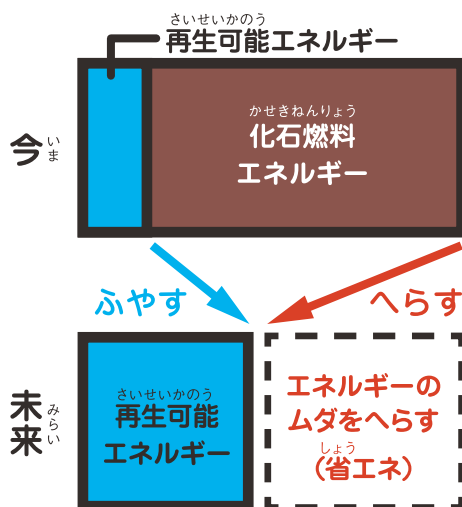 さいせいかのう
再生可能エネルギー
今
いま
かせきねんりょう
化石燃料
エネルギー
ふやす
へらす
未来
みらい
さいせいかのう
再生可能
エネルギー
エネルギーの
ムダをへらす
しょう
（省エネ）